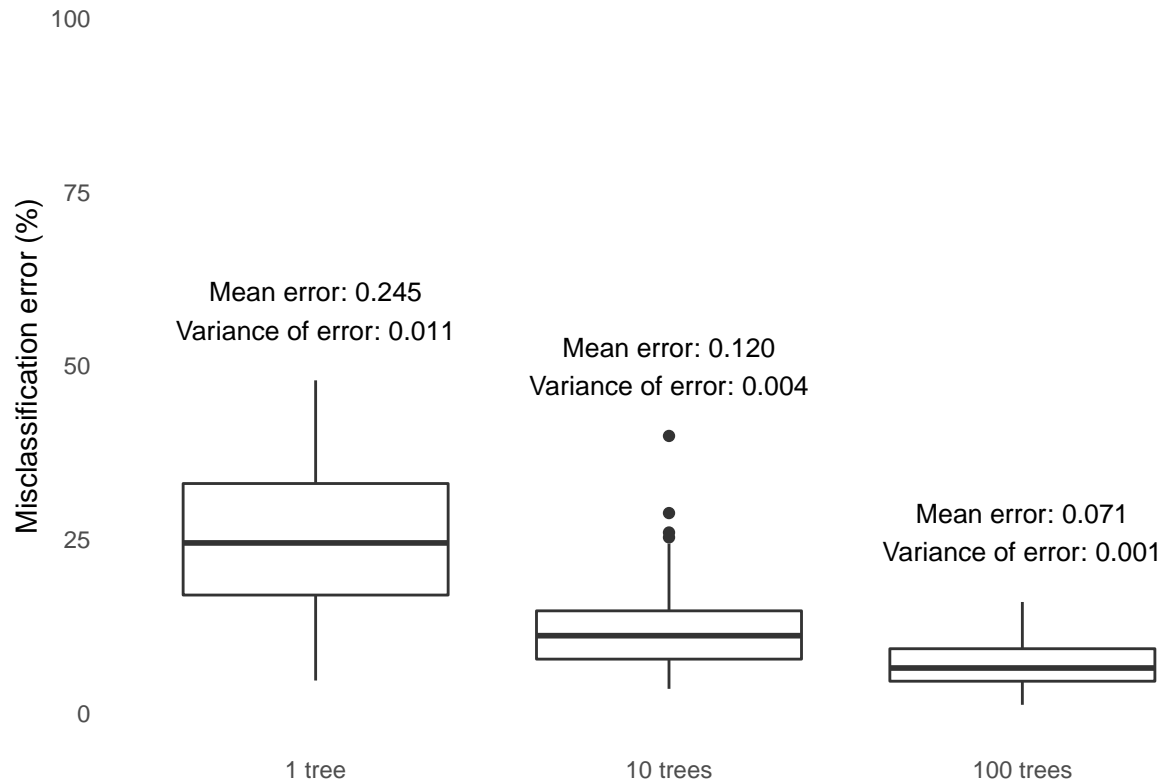 100
75
50
25
0
Misclassification error (%)
Mean error: 0.245
Variance of error: 0.011
Mean error: 0.120
Variance of error: 0.004
Mean error: 0.071
Variance of error: 0.001
1 tree
10 trees
100 trees